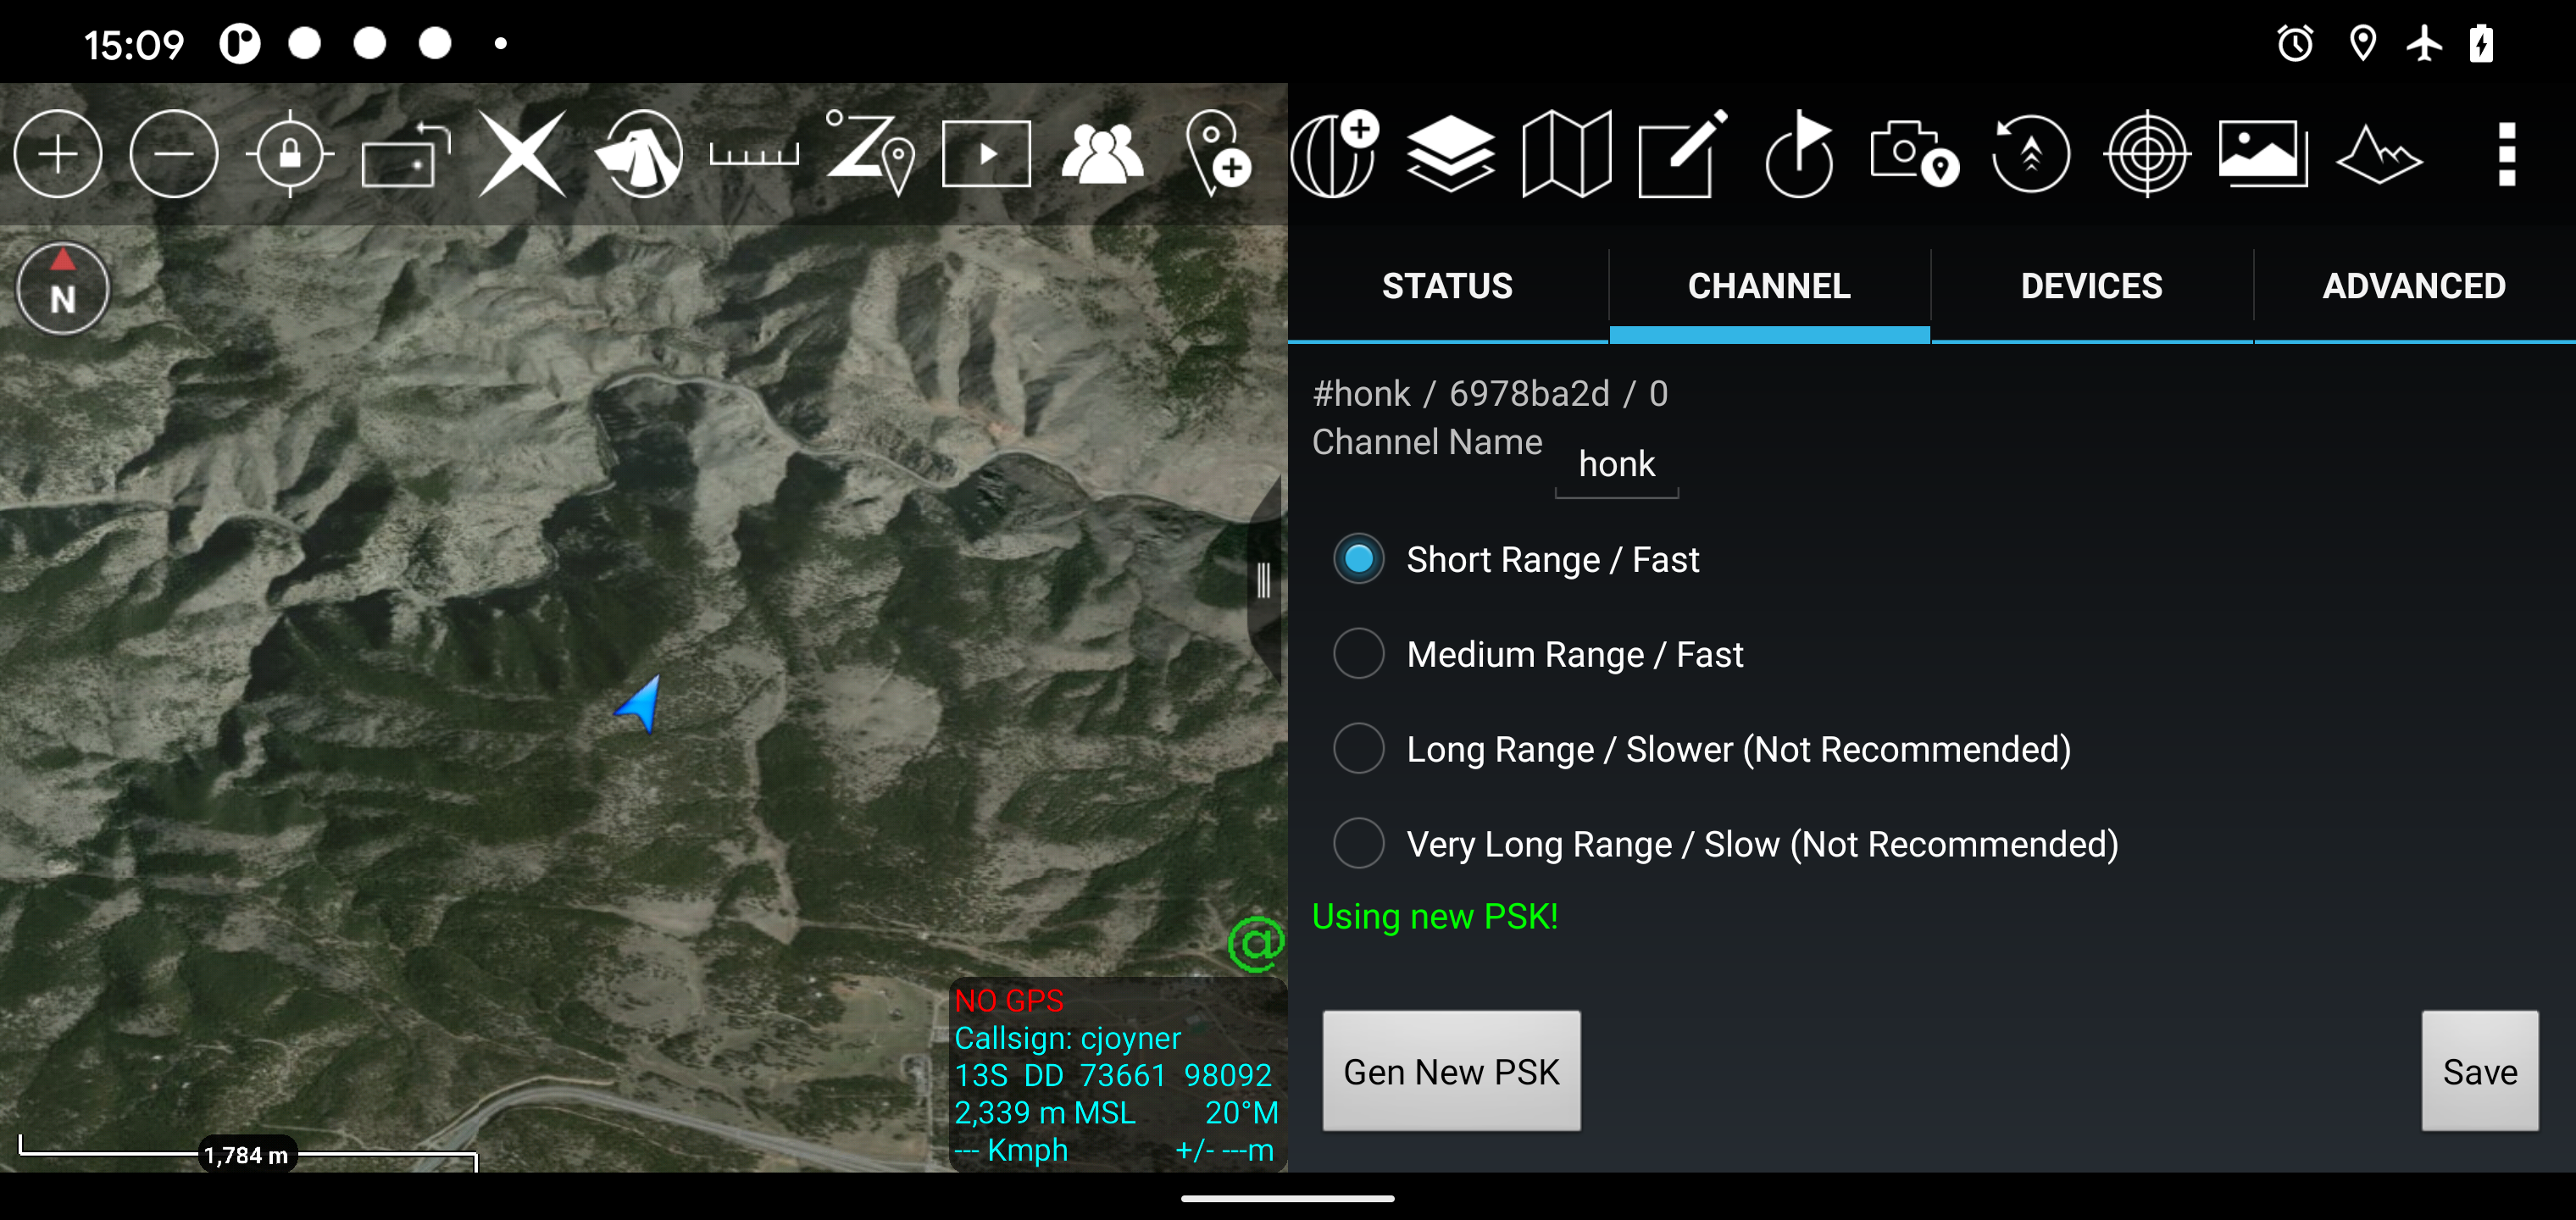 15:09
N
1,784 m
@
NO GPS
Callsign: cjoyner
13S DD 73661 98092
2,339 m MSL 20°M
--- Kmph +/- ---m
STATUS CHANNEL DEVICES ADVANCED
#honk / 6978ba2d / 0
Channel Name honk
Short Range / Fast
Medium Range / Fast
Long Range / Slower (Not Recommended)
Very Long Range / Slow (Not Recommended)
Using new PSK!
Gen New PSK Save